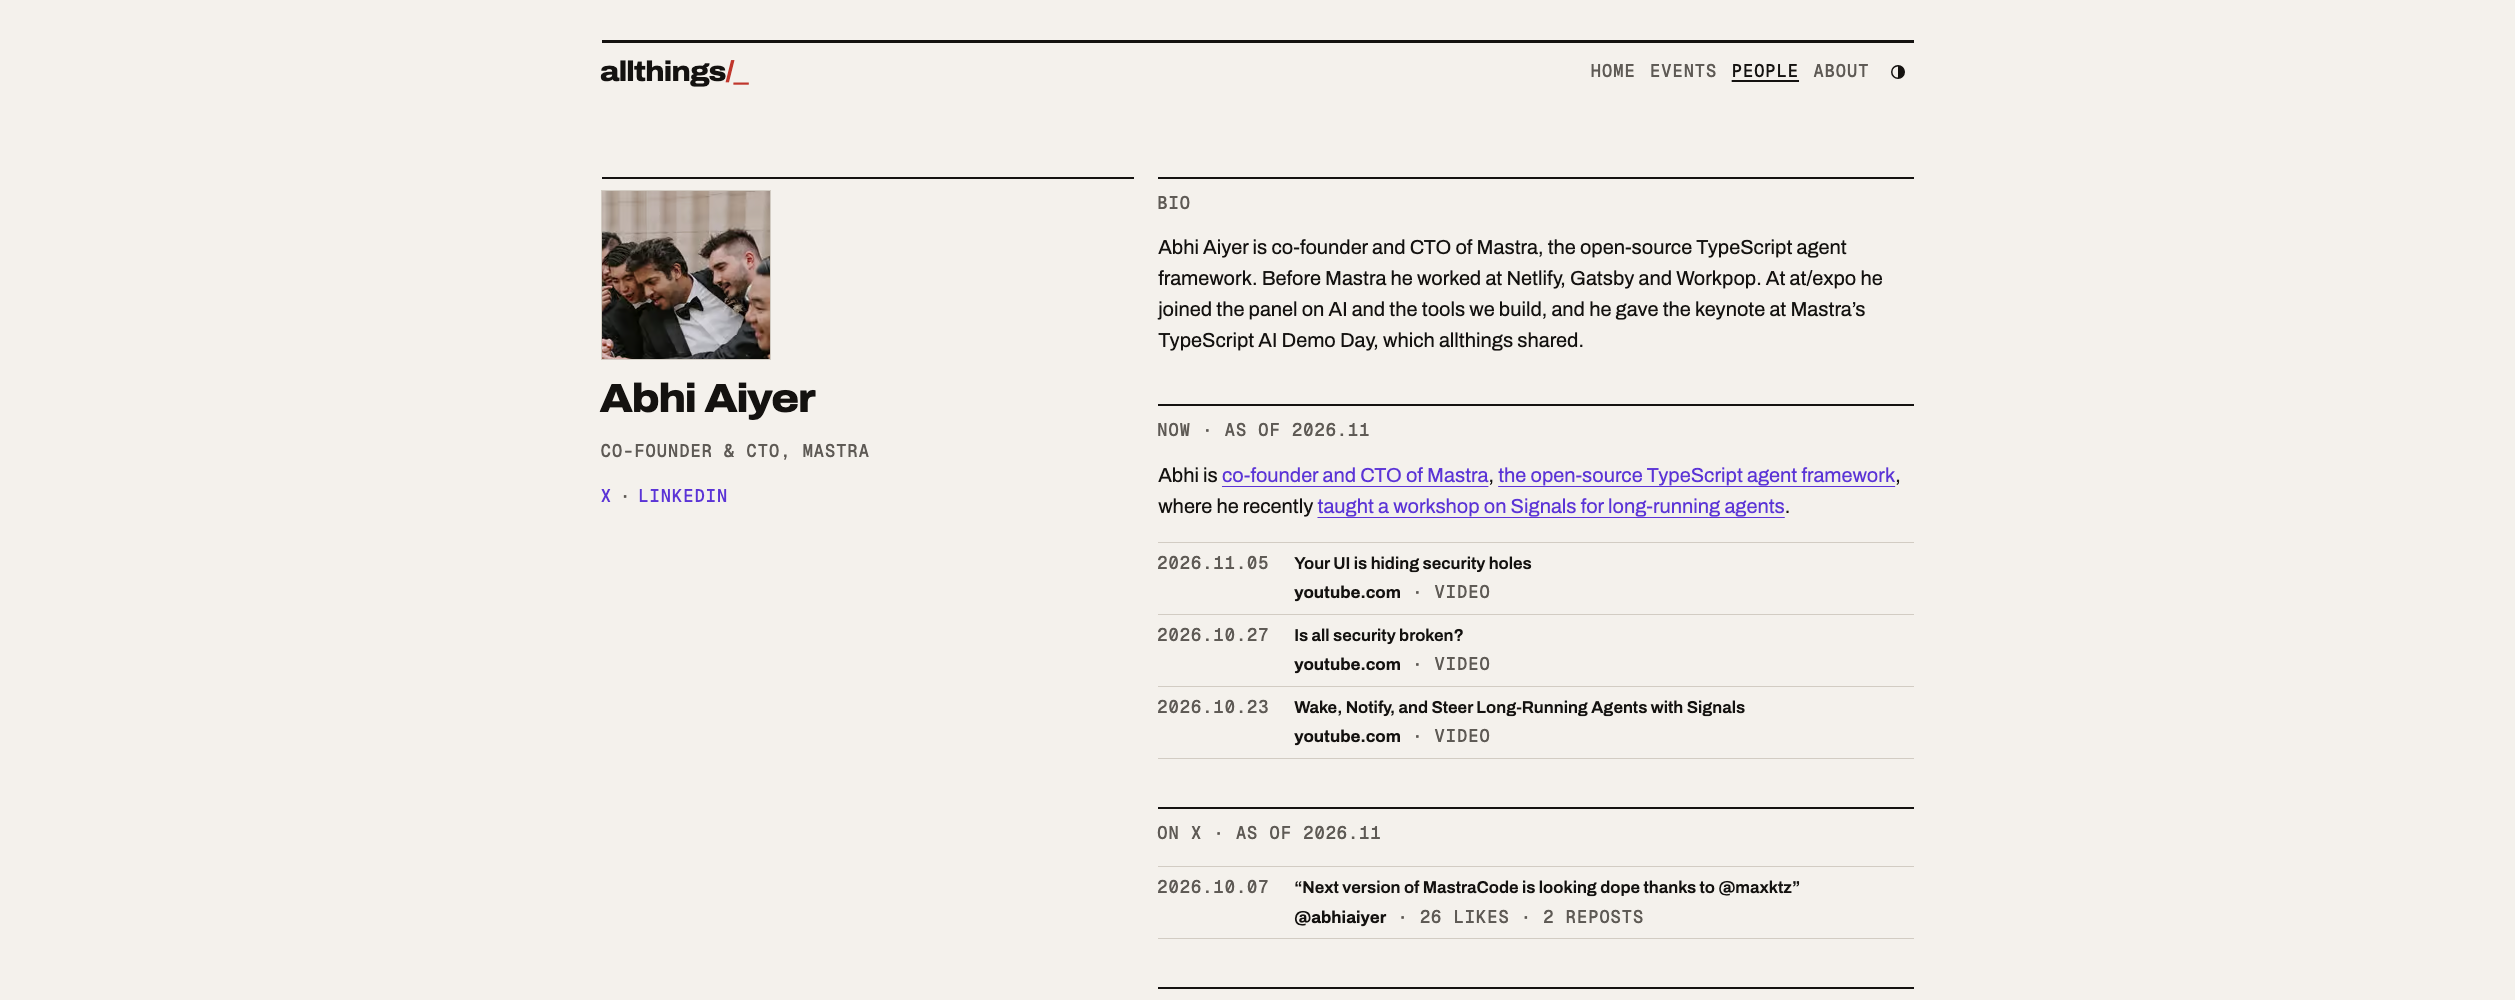 allthings/_
HOME EVENTS PEOPLE ABOUT
Abhi Aiyer
CO-FOUNDER & CTO, MASTRA
X · LINKEDIN
BIO
Abhi Aiyer is co-founder and CTO of Mastra, the open-source TypeScript agent
framework. Before Mastra he worked at Netlify, Gatsby and Workpop. At at/expo he
joined the panel on AI and the tools we build, and he gave the keynote at Mastra’s
TypeScript AI Demo Day, which allthings shared.
NOW · AS OF 2026.11
Abhi is co-founder and CTO of Mastra, the open-source TypeScript agent framework,
where he recently taught a workshop on Signals for long-running agents.
2026.11.05 Your UI is hiding security holes
youtube.com · VIDEO
2026.10.27 Is all security broken?
youtube.com · VIDEO
2026.10.23 Wake, Notify, and Steer Long-Running Agents with Signals
youtube.com · VIDEO
ON X · AS OF 2026.11
2026.10.07 “Next version of MastraCode is looking dope thanks to @maxktz”
@abhiaiyer · 26 LIKES · 2 REPOSTS